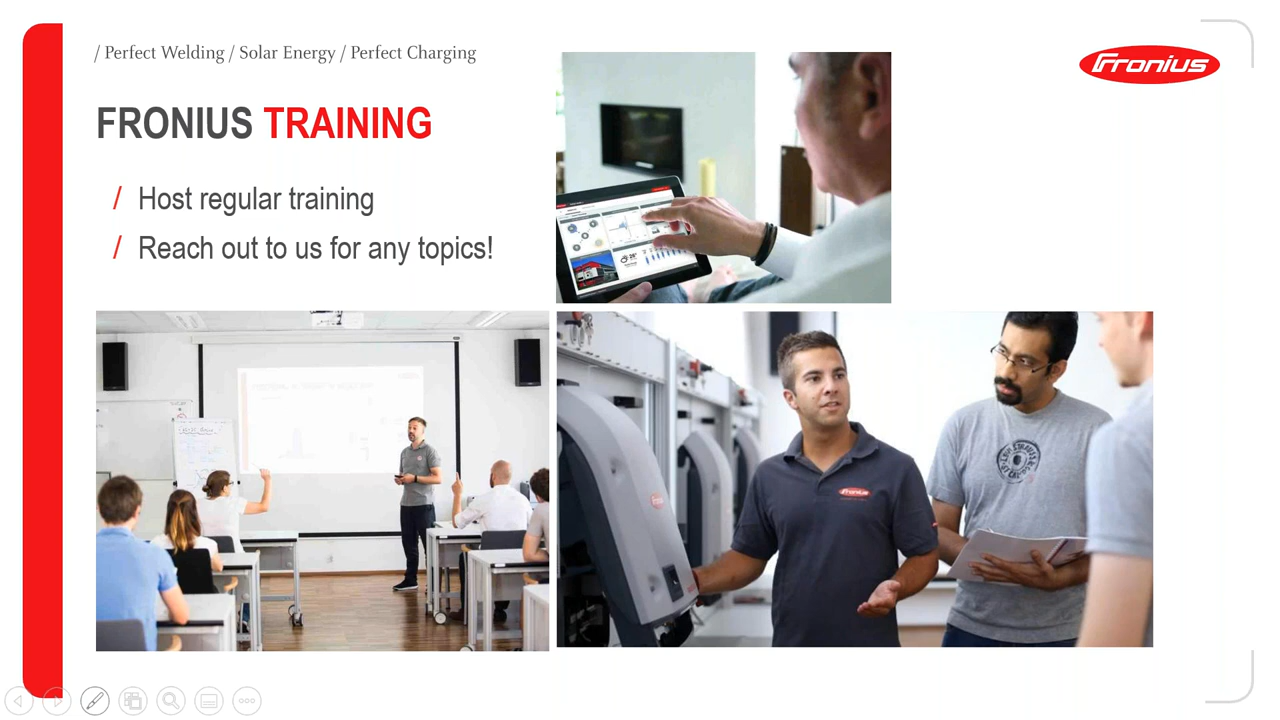 / Perfect Welding / Solar Energy / Perfect Charging
Fronius
FRONIUS TRAINING
/ Host regular training
/ Reach out to us for any topics!
Fronius